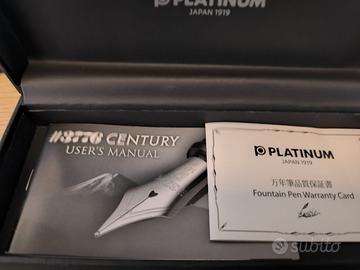 PLATINUM
JAPAN 1919
#3776 CENTURY
USER'S MANUAL
PLATINUM
JAPAN 1919
万年筆品質保証書
Fountain Pen Warranty Card
subito